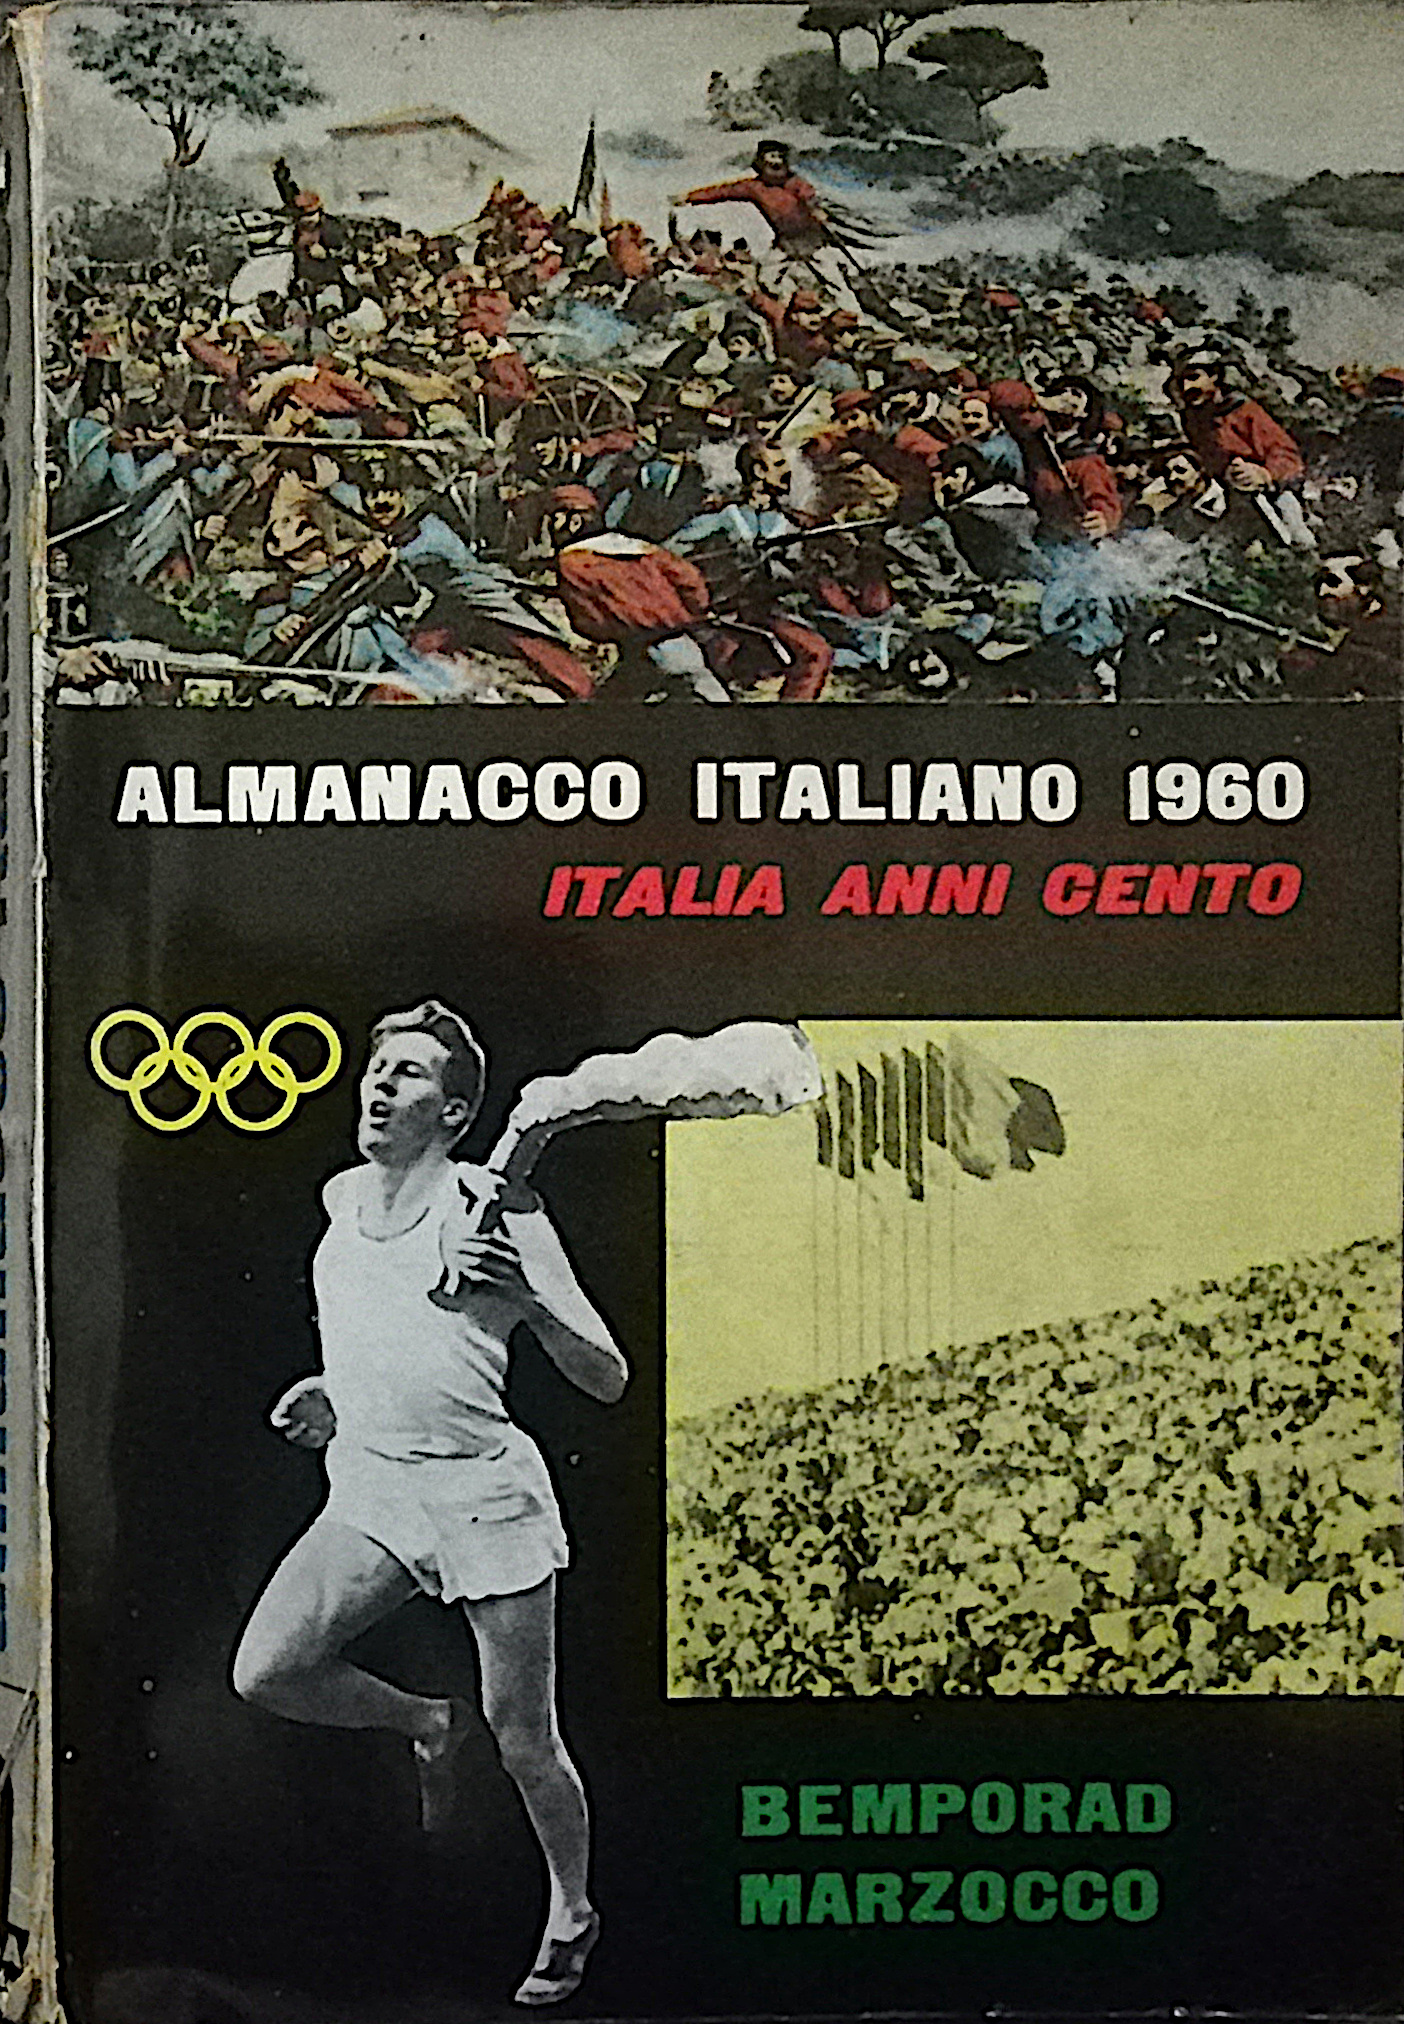 ALMANACCO ITALIANO 1960
ITALIA ANNI CENTO
BEMPORAD
MARZOCCO